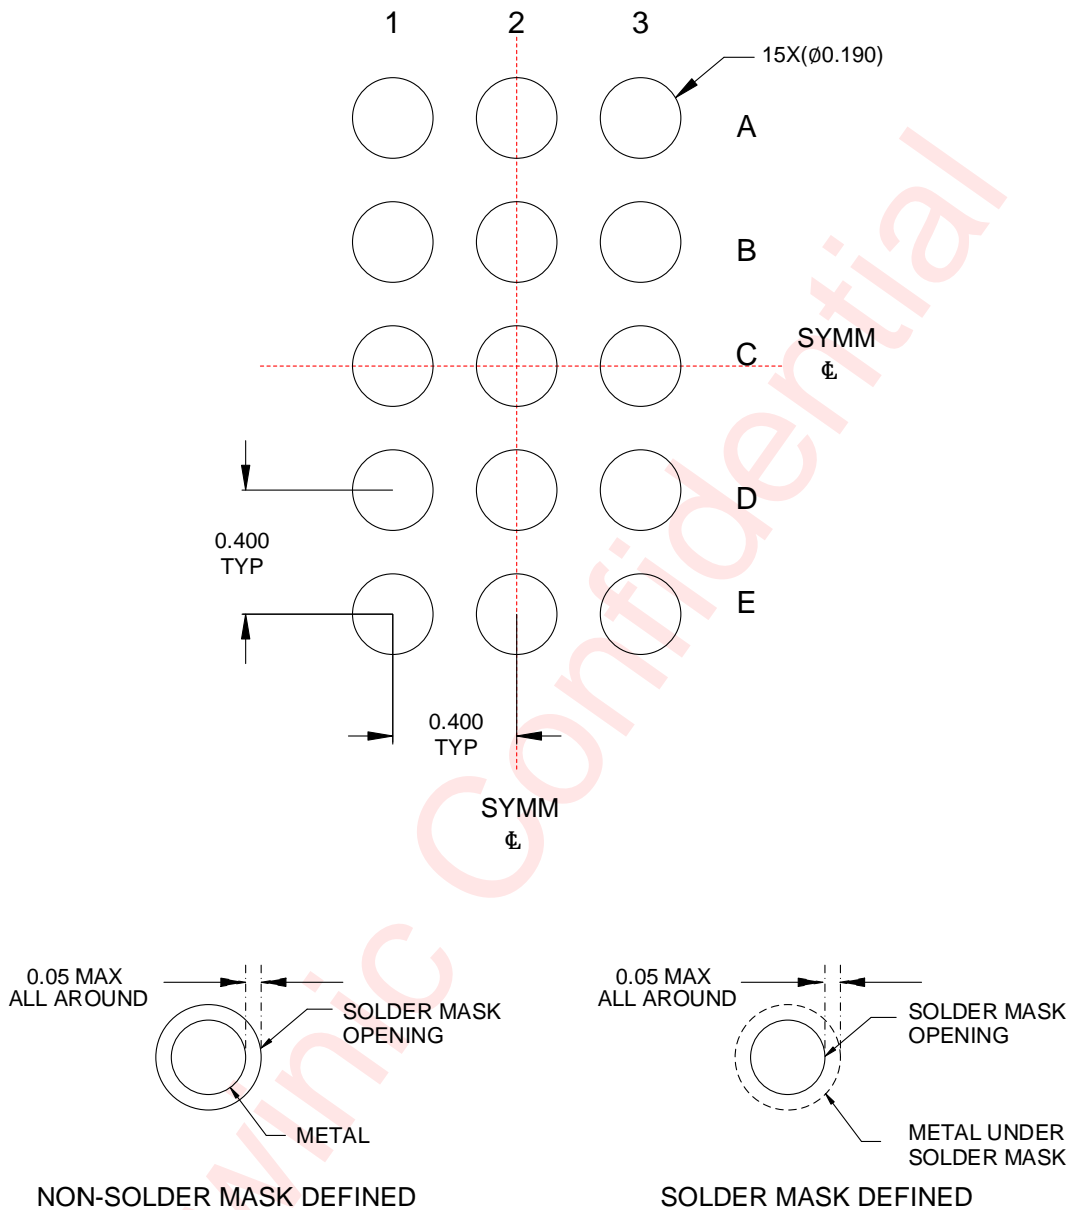 1 2 3
15X(Ø0.190)
A
B
C
SYMM
℄
D
0.400
TYP
E
0.400
TYP
SYMM
℄
0.05 MAX
ALL AROUND
SOLDER MASK
OPENING
METAL
NON-SOLDER MASK DEFINED
0.05 MAX
ALL AROUND
SOLDER MASK
OPENING
METAL UNDER
SOLDER MASK
SOLDER MASK DEFINED
winic Confidential